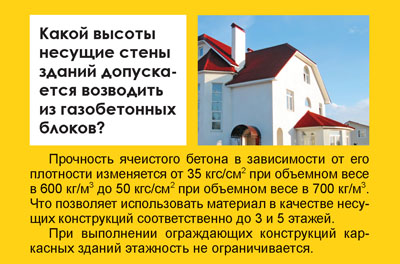 Какой высоты
несущие стены
зданий допуска-
ется возводить
из газобетонных
блоков?
Прочность ячеистого бетона в зависимости от его
плотности изменяется от 35 кгс/см² при объемном весе
в 600 кг/м³ до 50 кгс/см² при объемном весе в 700 кг/м³.
Что позволяет использовать материал в качестве несу-
щих конструкций соответственно до 3 и 5 этажей.
При выполнении ограждающих конструкций кар-
касных зданий этажность не ограничивается.